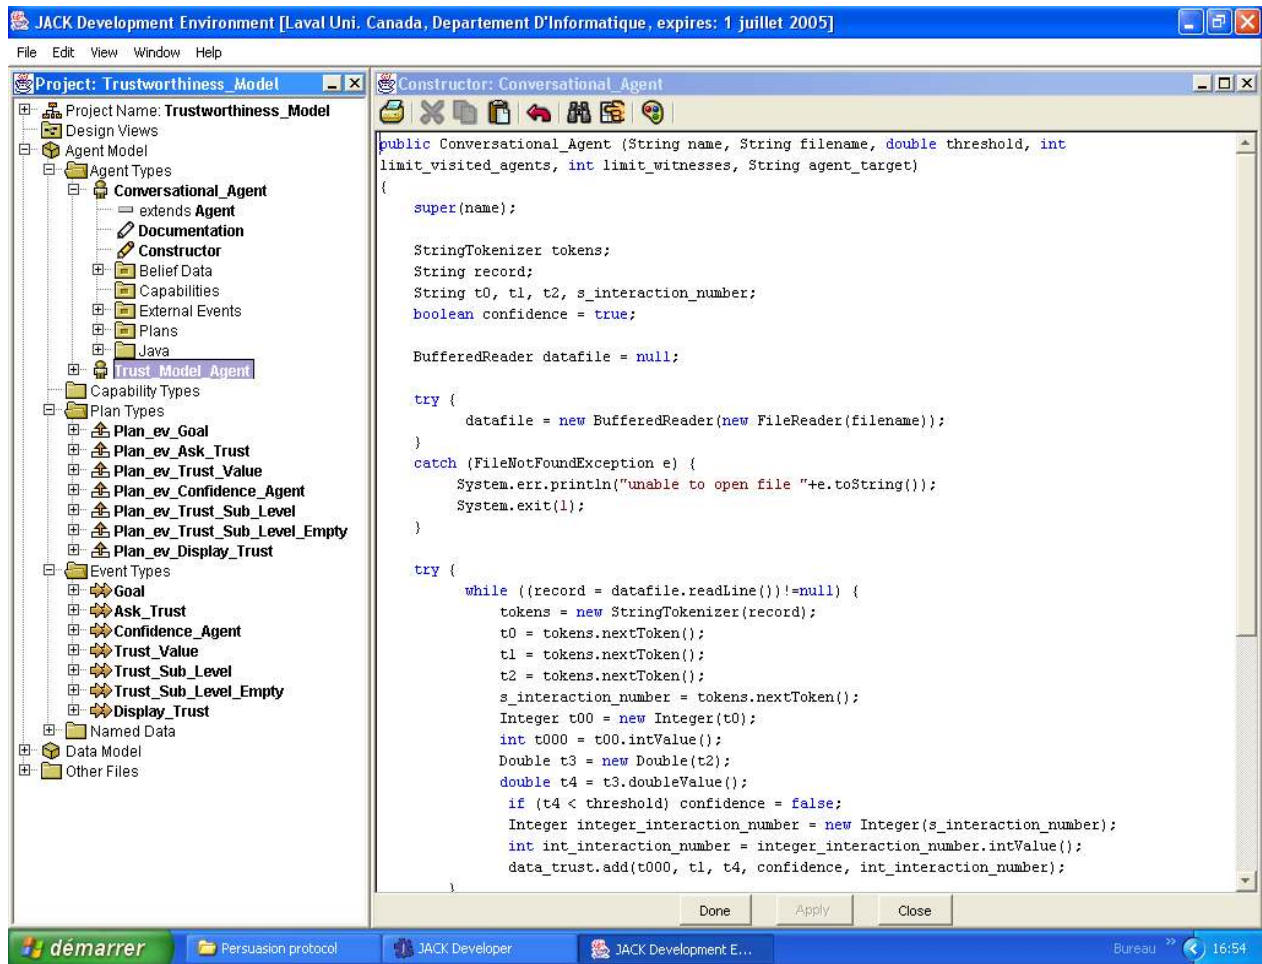 JACK Development Environment [Laval Uni. Canada, Departement D'Informatique, expires: 1 juillet 2005]
File Edit View Window Help
Project: Trustworthiness_Model
Project Name: Trustworthiness_Model
Design Views
Agent Model
Agent Types
Conversational_Agent
extends Agent
Documentation
Constructor
Belief Data
Capabilities
External Events
Plans
Java
Trust_Model_Agent
Capability Types
Plan Types
Plan_ev_Goal
Plan_ev_Ask_Trust
Plan_ev_Trust_Value
Plan_ev_Confidence_Agent
Plan_ev_Trust_Sub_Level
Plan_ev_Trust_Sub_Level_Empty
Plan_ev_Display_Trust
Event Types
Goal
Ask_Trust
Confidence_Agent
Trust_Value
Trust_Sub_Level
Trust_Sub_Level_Empty
Display_Trust
Named Data
Data Model
Other Files
Constructor: Conversational_Agent
public Conversational_Agent (String name, String filename, double threshold, int
limit_visited_agents, int limit_witnesses, String agent_target)
{
super(name);
StringTokenizer tokens;
String record;
String t0, t1, t2, s_interaction_number;
boolean confidence = true;
BufferedReader datafile = null;
try {
datafile = new BufferedReader(new FileReader(filename));
}
catch (FileNotFoundException e) {
System.err.println("unable to open file "+e.toString());
System.exit(1);
}
try {
while ((record = datafile.readLine())!=null) {
tokens = new StringTokenizer(record);
t0 = tokens.nextToken();
t1 = tokens.nextToken();
t2 = tokens.nextToken();
s_interaction_number = tokens.nextToken();
Integer t00 = new Integer(t0);
int t000 = t00.intValue();
Double t3 = new Double(t2);
double t4 = t3.doubleValue();
if (t4 < threshold) confidence = false;
Integer integer_interaction_number = new Integer(s_interaction_number);
int int_interaction_number = integer_interaction_number.intValue();
data_trust.add(t000, t1, t4, confidence, int_interaction_number);
}
Done Apply Close
démarrer Persuasion protocol JACK Developer JACK Development E... Bureau » 16:54